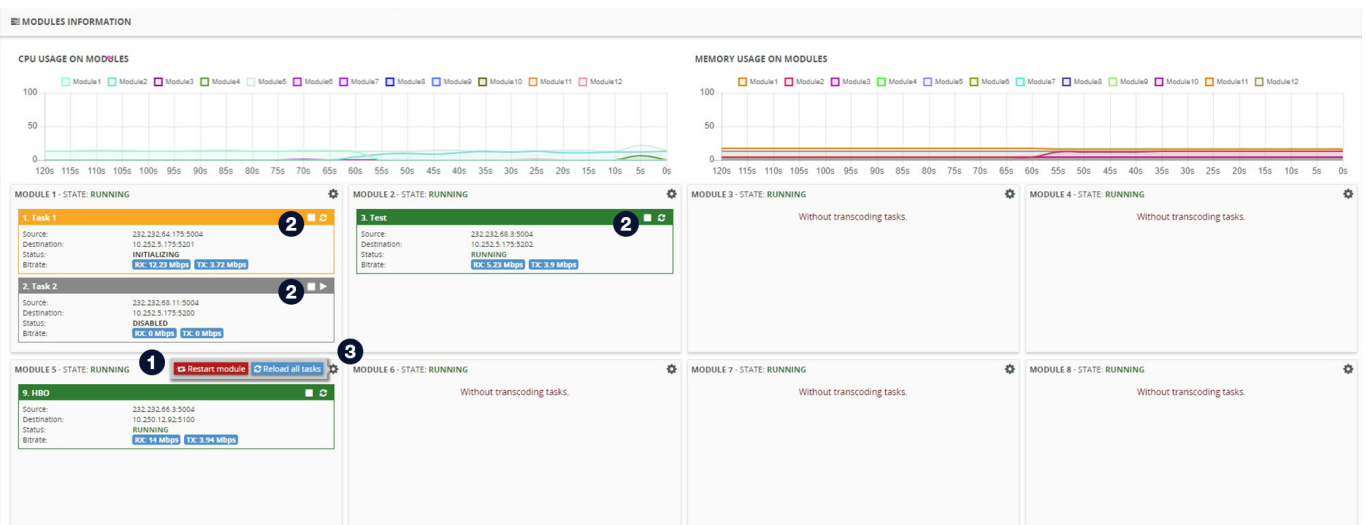 MODULES INFORMATION
CPU USAGE ON MODULES
Module1 Module2 Module3 Module4 Module5 Module6 Module7 Module8 Module9 Module10 Module11 Module12
100
50
0
120s 115s 110s 105s 100s 95s 90s 85s 80s 75s 70s 65s 60s 55s 50s 45s 40s 35s 30s 25s 20s 15s 10s 5s 0s
MEMORY USAGE ON MODULES
Module1 Module2 Module3 Module4 Module5 Module6 Module7 Module8 Module9 Module10 Module11 Module12
100
50
0
120s 115s 110s 105s 100s 95s 90s 85s 80s 75s 70s 65s 60s 55s 50s 45s 40s 35s 30s 25s 20s 15s 10s 5s 0s
MODULE 1 - STATE: RUNNING
1. Task 1
2
Source: 232.232.64.175:5004
Destination: 10.252.5.175:5201
Status: INITIALIZING
Bitrate: RX: 12.23 Mbps TX: 3.72 Mbps
2. Task 2
2
Source: 232.232.68.11:5004
Destination: 10.252.5.175:5200
Status: DISABLED
Bitrate: RX: 0 Mbps TX: 0 Mbps
MODULE 2 - STATE: RUNNING
3. Test
2
Source: 232.232.68.3:5004
Destination: 10.252.5.175:5202
Status: RUNNING
Bitrate: RX: 5.23 Mbps TX: 3.9 Mbps
MODULE 3 - STATE: RUNNING
Without transcoding tasks.
MODULE 4 - STATE: RUNNING
Without transcoding tasks.
MODULE 5 - STATE: RUNNING
1
Restart module
Reload all tasks
3
9. HBO
Source: 232.232.66.3:5004
Destination: 10.250.12.92:5100
Status: RUNNING
Bitrate: RX: 14 Mbps TX: 3.94 Mbps
MODULE 6 - STATE: RUNNING
Without transcoding tasks.
MODULE 7 - STATE: RUNNING
Without transcoding tasks.
MODULE 8 - STATE: RUNNING
Without transcoding tasks.